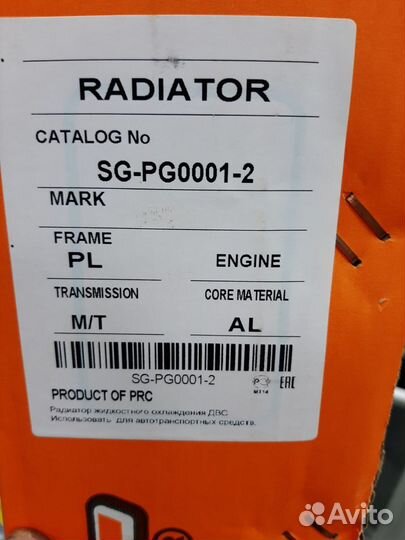 RADIATOR
CATALOG No
SG-PG0001-2
MARK
FRAME
PL
ENGINE
TRANSMISSION
CORE MATERIAL
M/T
AL
SG-PG0001-2
PRODUCT OF PRC
МТ14
EAC
Радиатор жидкостного охлаждения ДВС.
Использовать для автотранспортных средств.
Avito